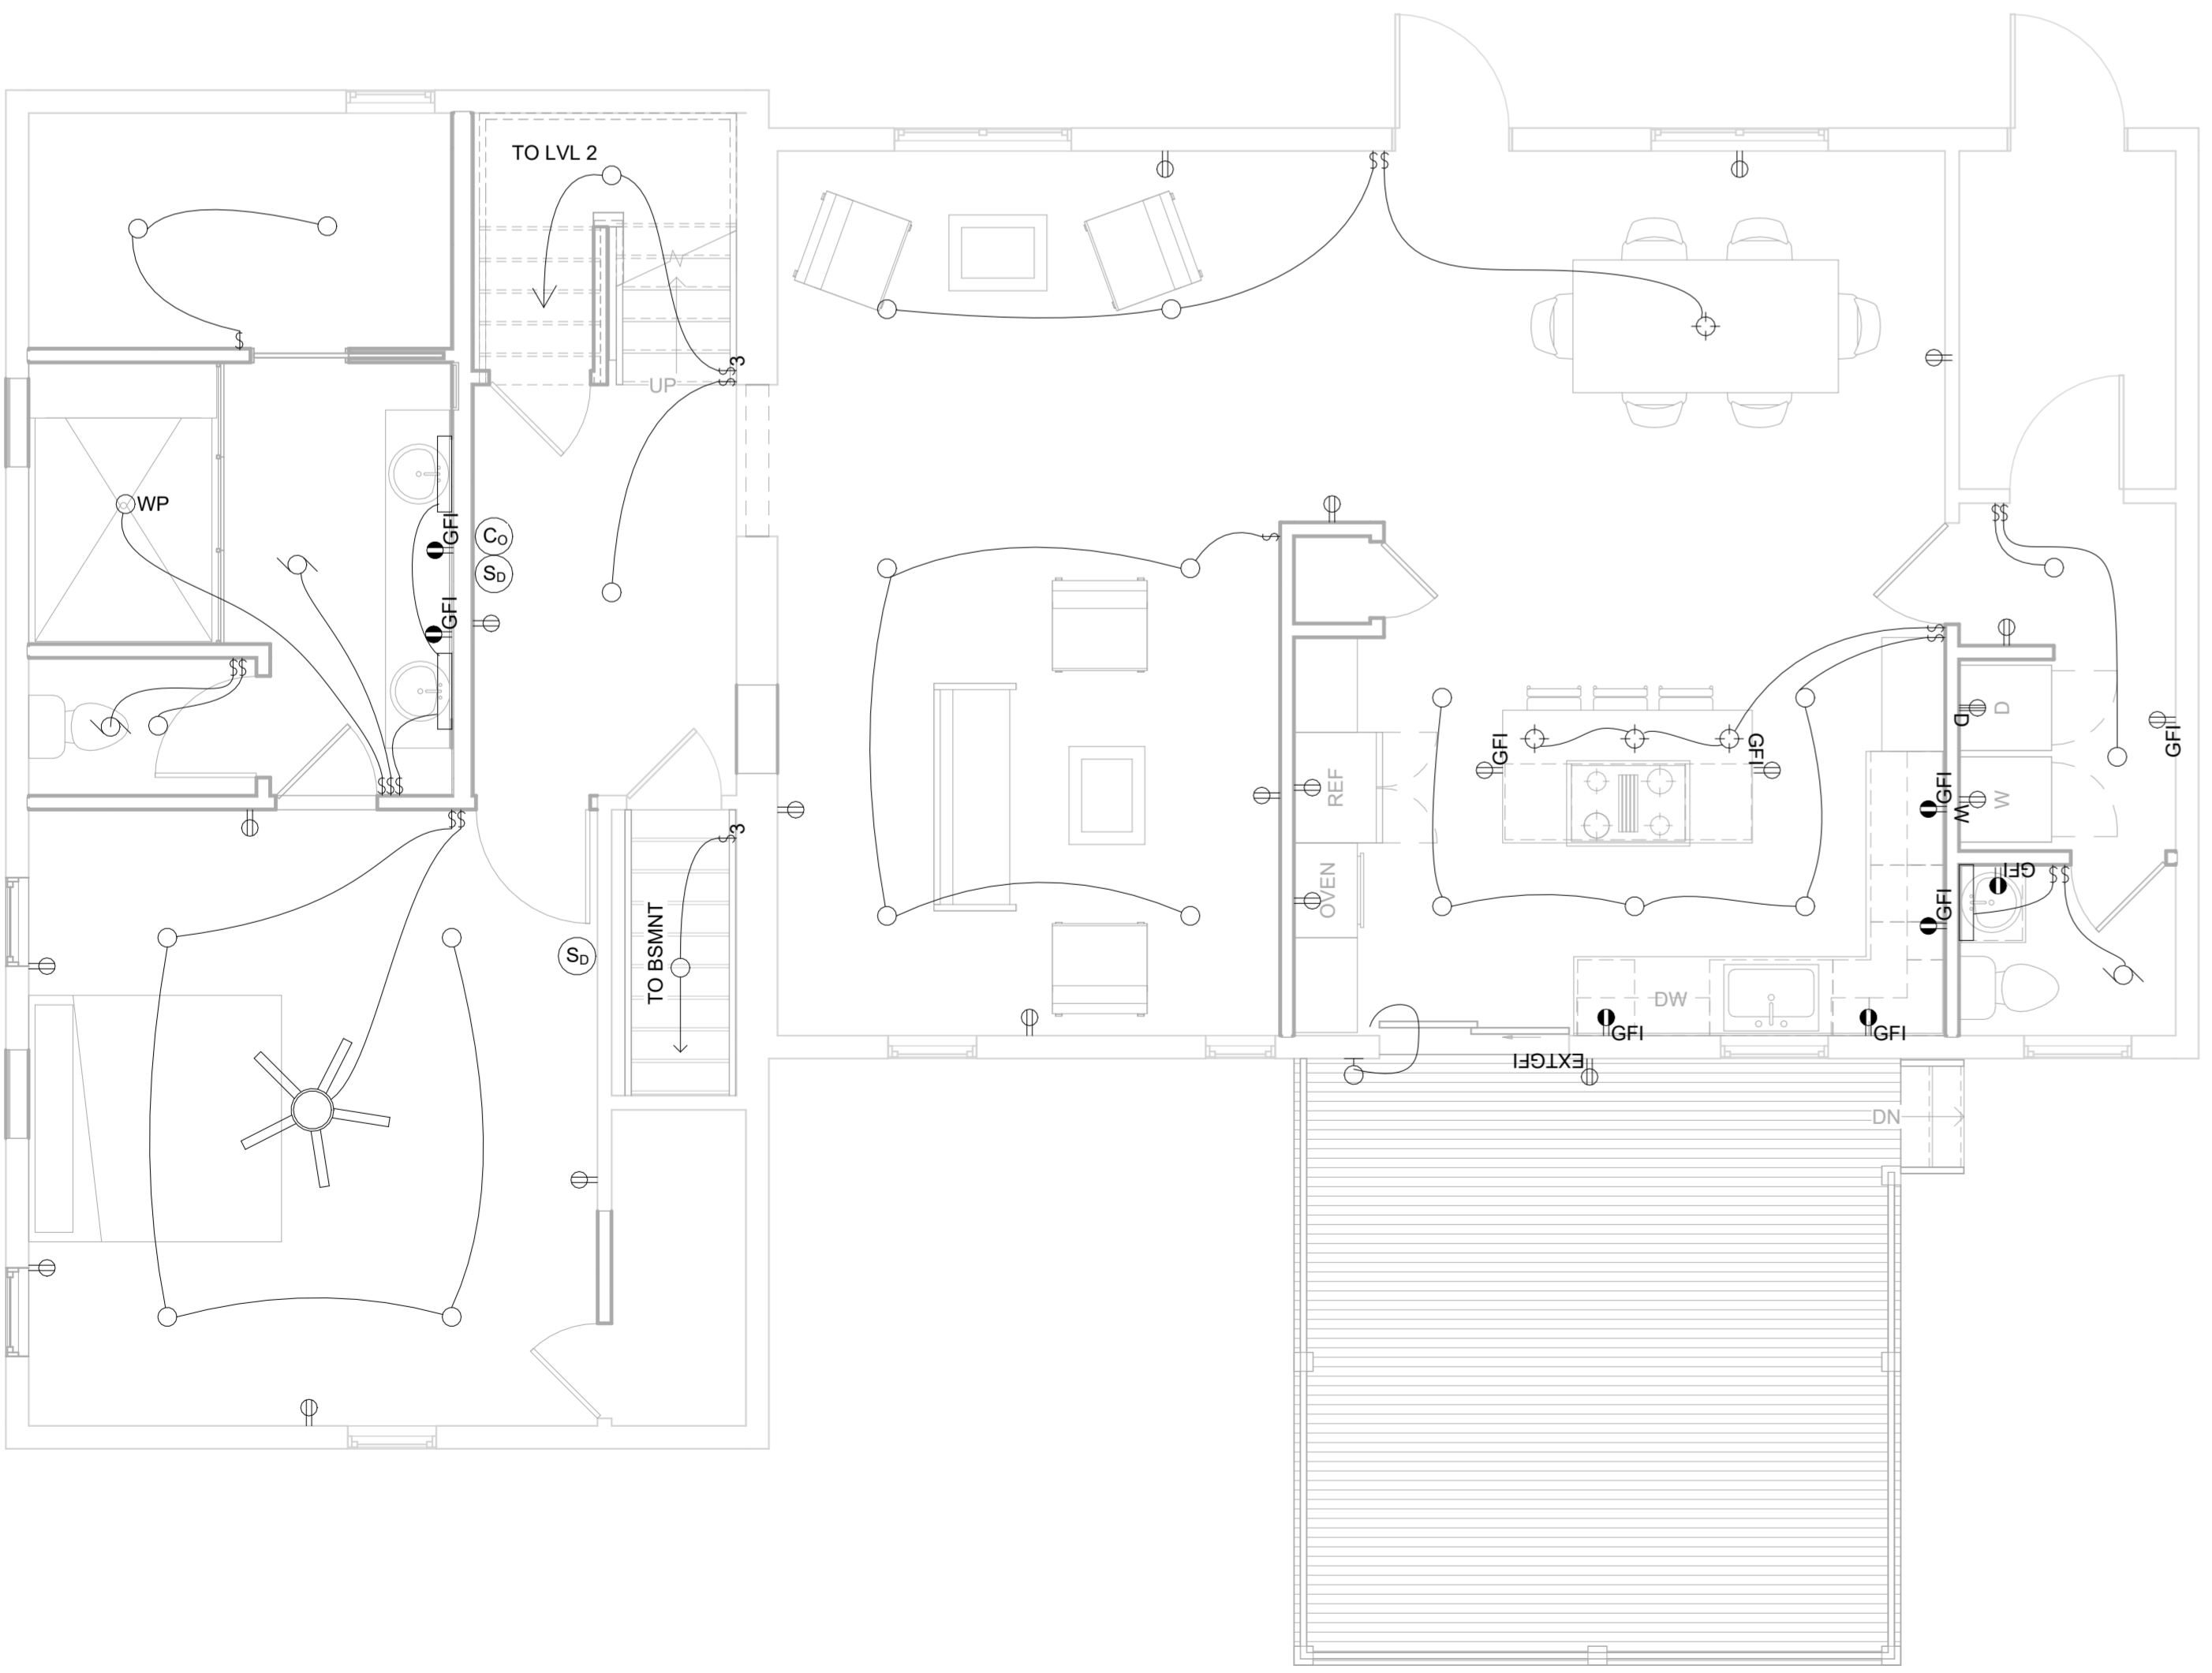 TO LVL 2
$
3
$
$
UP
$
$
WP
GFI
CO
SD
GFI
$
$
$
$
$
$
$
$
3
$
SD
TO BSMNT
$
REF
OVEN
GFI
GFI
$
$
$
$
D
D
GFI
GFI
W
W
GFI
$
$
GFI
DW
GFI
GFI
EXTGFI
DN